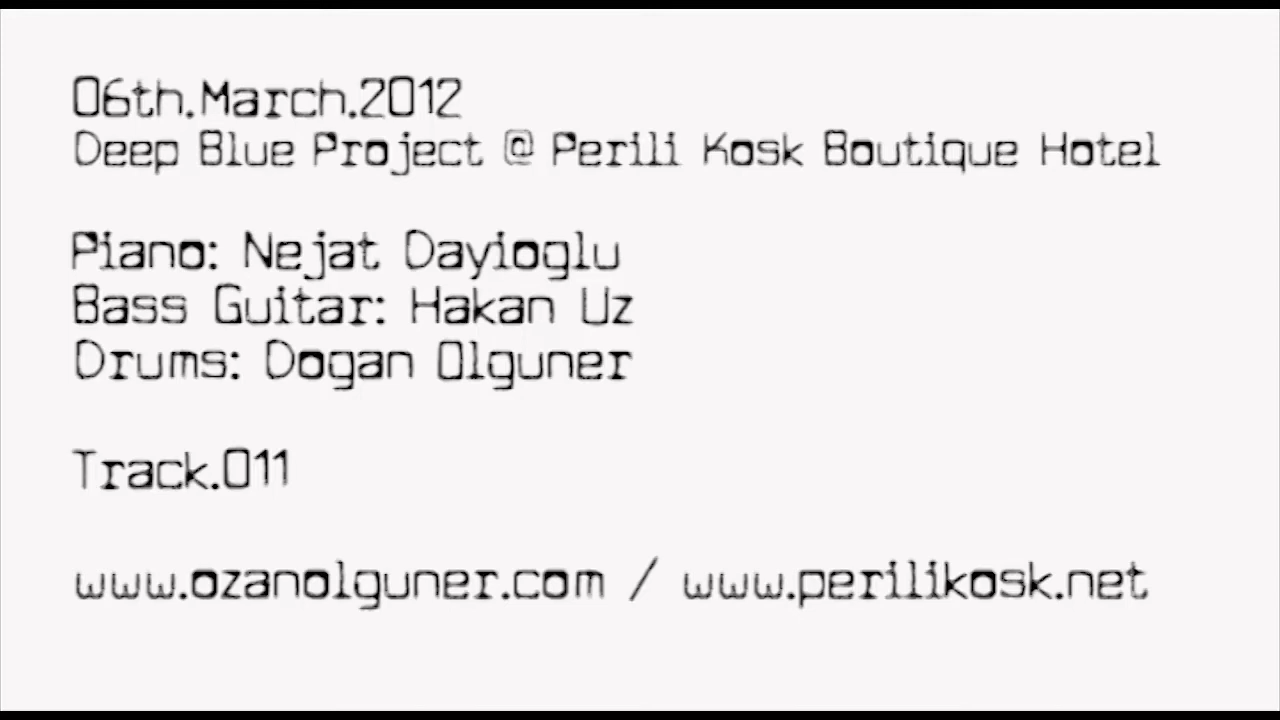 06th.March.2012
Deep Blue Project @ Perili Kosk Boutique Hotel
Piano: Nejat Dayioglu
Bass Guitar: Hakan Uz
Drums: Dogan Olguner
Track.011
www.ozanolguner.com / www.perilikosk.net